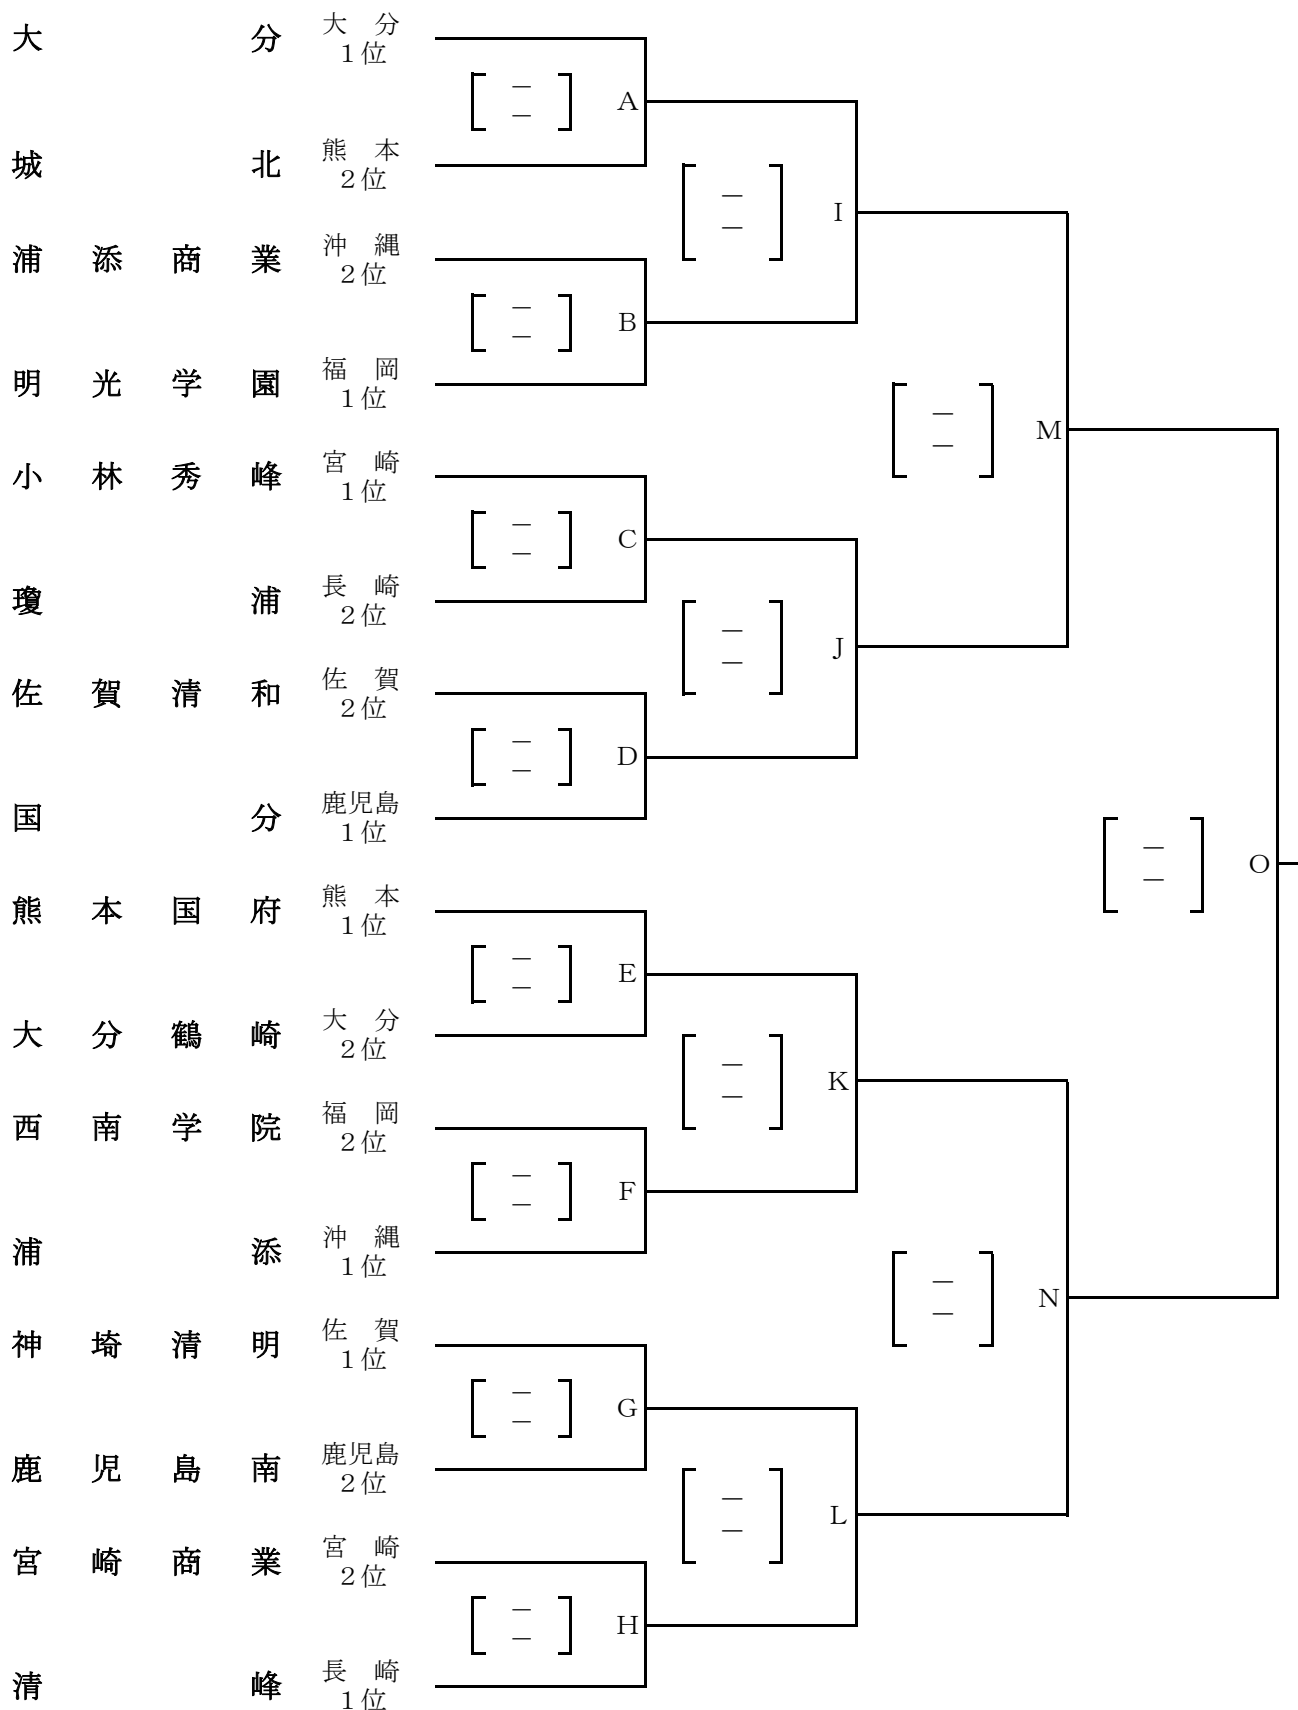 大分 大分
1位
[ － － ] A
城北 熊本
2位
[ － － ] I
浦添商業 沖縄
2位
[ － － ] B
明光学園 福岡
1位
[ － － ] M
小林秀峰 宮崎
1位
[ － － ] C
瓊浦 長崎
2位
[ － － ] J
佐賀清和 佐賀
2位
[ － － ] D
国分 鹿児島
1位
[ － － ] O
熊本国府 熊本
1位
[ － － ] E
大分鶴崎 大分
2位
[ － － ] K
西南学院 福岡
2位
[ － － ] F
浦添 沖縄
1位
[ － － ] N
神埼清明 佐賀
1位
[ － － ] G
鹿児島南 鹿児島
2位
[ － － ] L
宮崎商業 宮崎
2位
[ － － ] H
清峰 長崎
1位